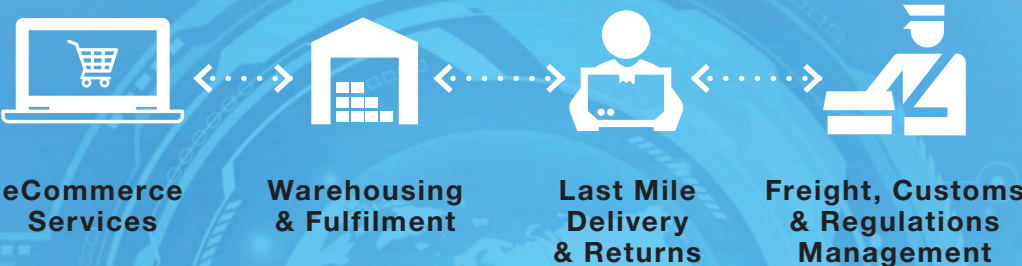 eCommerce
Services
Warehousing
& Fulfilment
Last Mile
Delivery
& Returns
Freight, Customs
& Regulations
Management